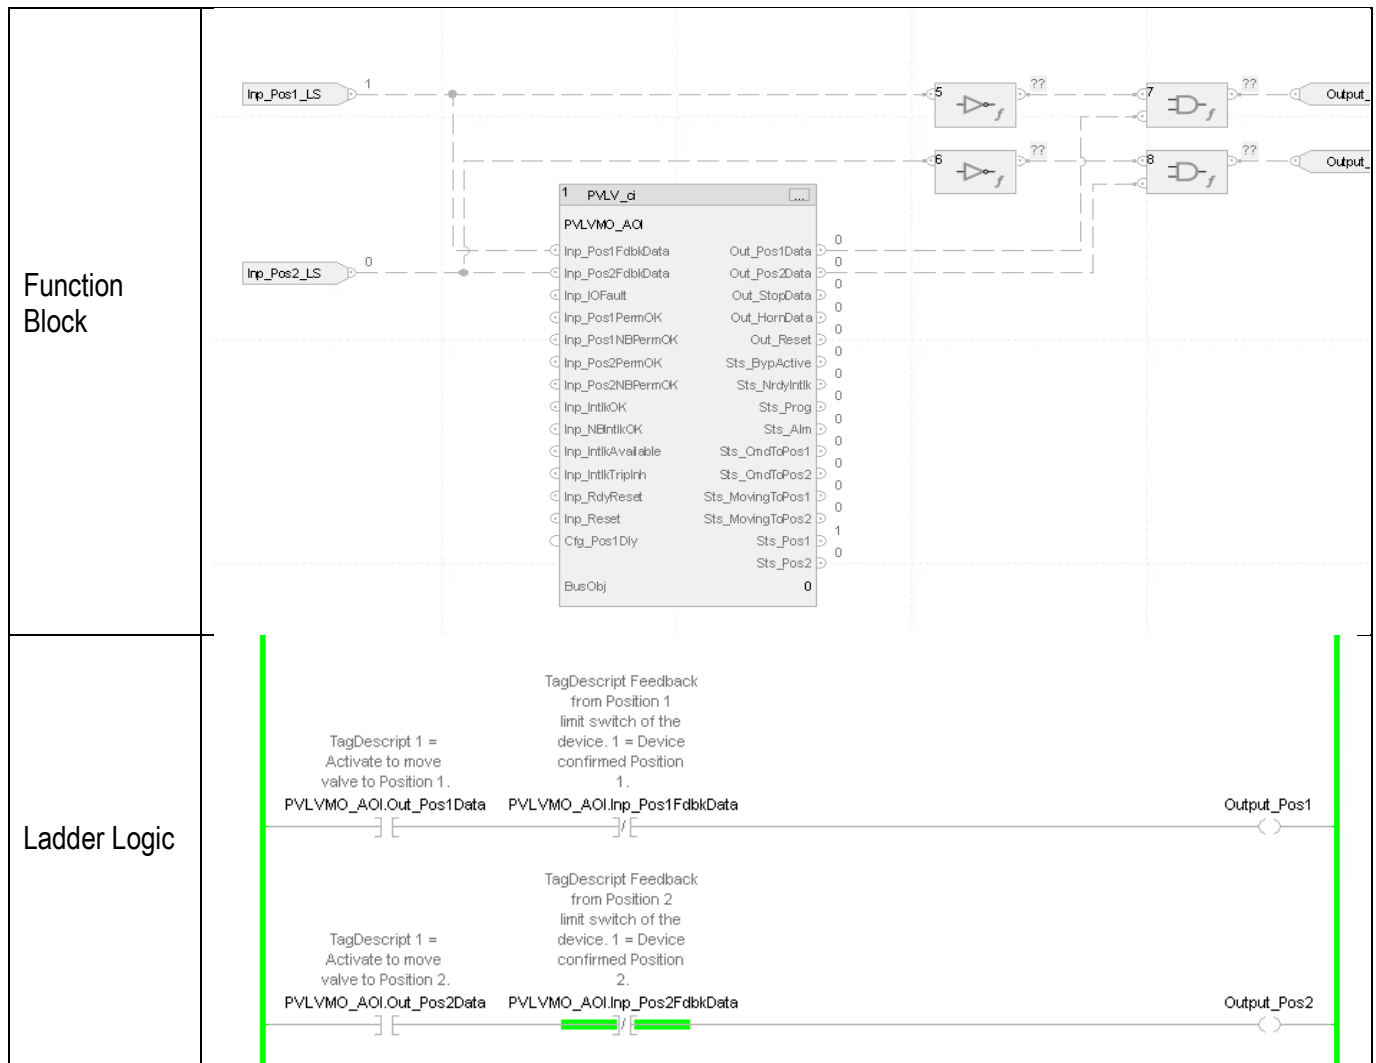 Function
Block
Inp_Pos1_LS
1
5
??
7
??
Output_
6
??
8
??
Output_
1 PVLV_ci ...
PVLVMO_AOI
Inp_Pos2_LS
0
Inp_Pos1FdbkData Out_Pos1Data 0
Inp_Pos2FdbkData Out_Pos2Data 0
Inp_IOFault Out_StopData 0
Inp_Pos1PermOK Out_HornData 0
Inp_Pos1NBPermOK Out_Reset 0
Inp_Pos2PermOK Sts_BypActive 0
Inp_Pos2NBPermOK Sts_NrdyIntlk 0
Inp_IntlkOK Sts_Prog 0
Inp_NBIntlkOK Sts_Alm 0
Inp_IntlkAvailable Sts_CmdToPos1 0
Inp_IntlkTripInh Sts_CmdToPos2 0
Inp_RdyReset Sts_MovingToPos1 0
Inp_Reset Sts_MovingToPos2 0
Cfg_Pos1Dly Sts_Pos1 1
Sts_Pos2 0
BusObj 0
Ladder Logic
TagDescript 1 =
Activate to move
valve to Position 1.
PVLVMO_AOI.Out_Pos1Data
TagDescript Feedback
from Position 1
limit switch of the
device. 1 = Device
confirmed Position
1.
PVLVMO_AOI.Inp_Pos1FdbkData
Output_Pos1
TagDescript 1 =
Activate to move
valve to Position 2.
PVLVMO_AOI.Out_Pos2Data
TagDescript Feedback
from Position 2
limit switch of the
device. 1 = Device
confirmed Position
2.
PVLVMO_AOI.Inp_Pos2FdbkData
Output_Pos2